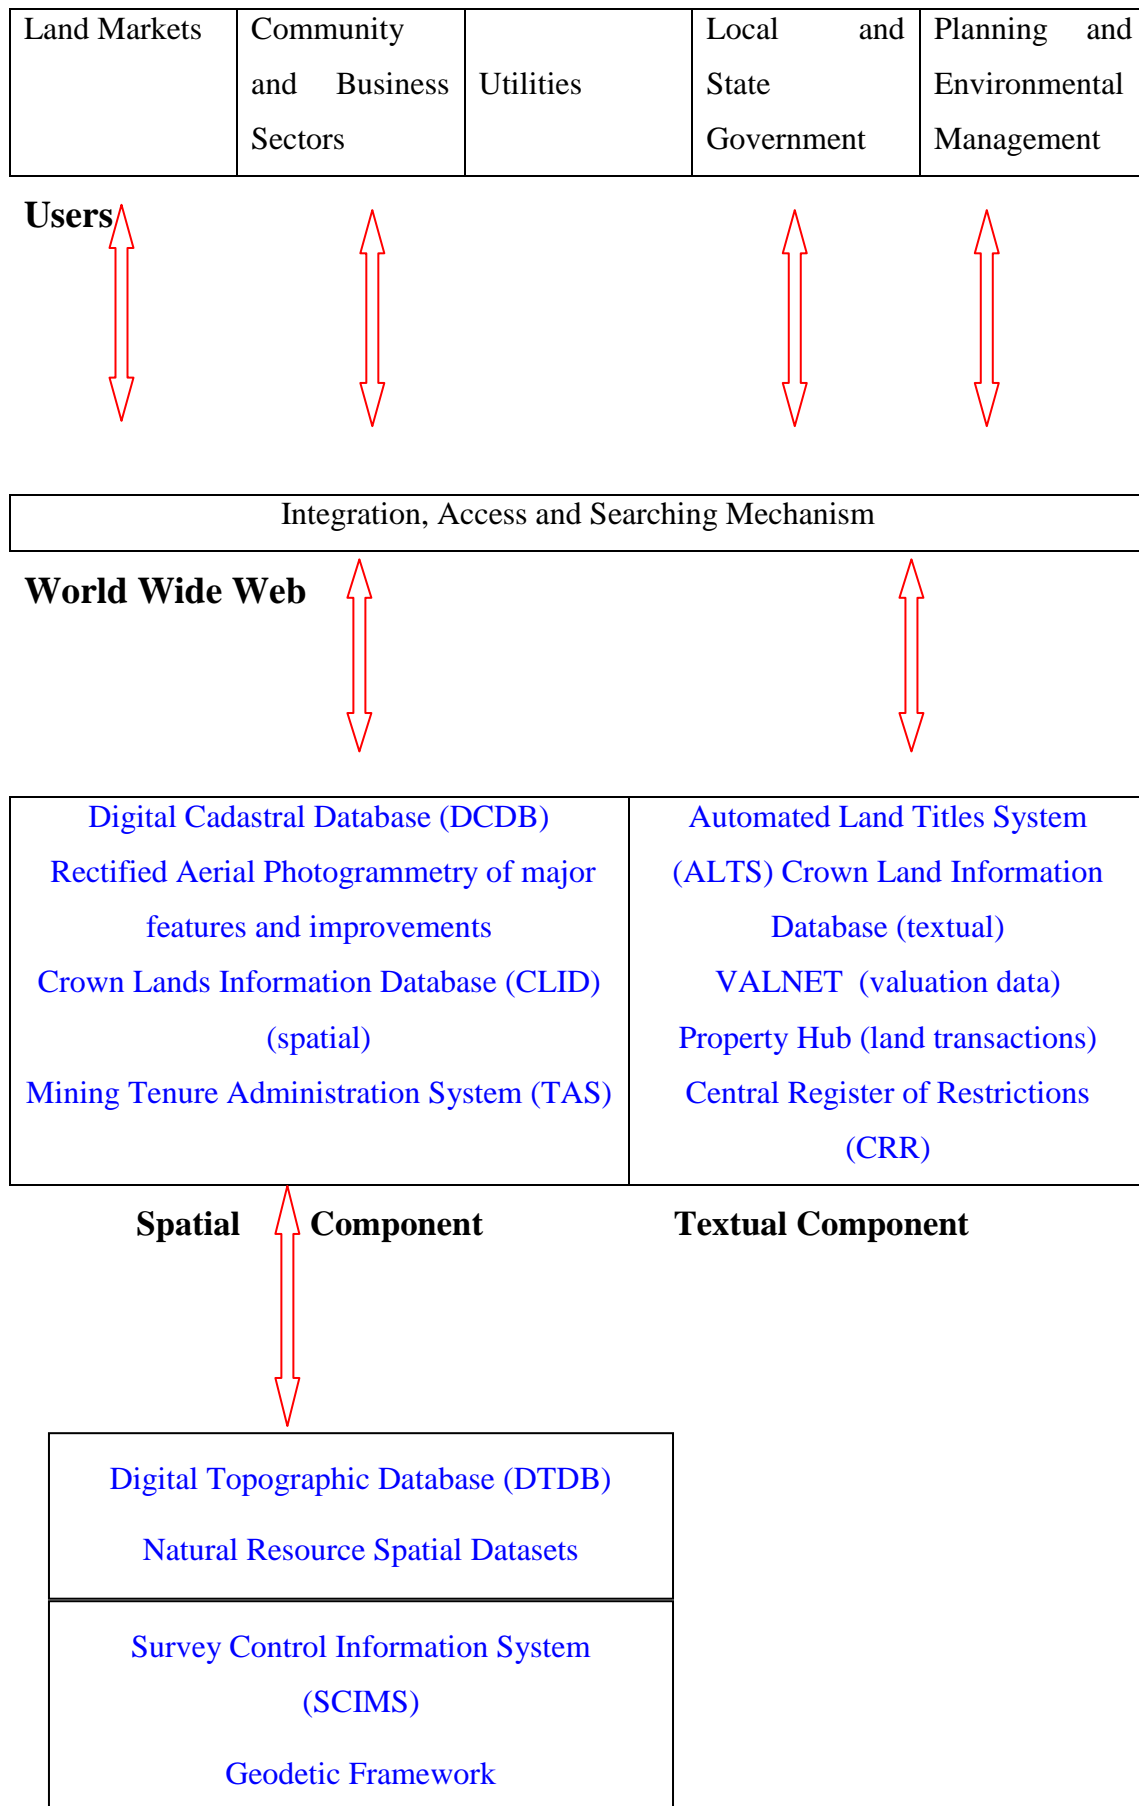 Land Markets
Community
and Business
Sectors
Utilities
Local and
State
Government
Planning and
Environmental
Management
Users
Integration, Access and Searching Mechanism
World Wide Web
Digital Cadastral Database (DCDB)
Rectified Aerial Photogrammetry of major
features and improvements
Crown Lands Information Database (CLID)
(spatial)
Mining Tenure Administration System (TAS)
Automated Land Titles System
(ALTS) Crown Land Information
Database (textual)
VALNET (valuation data)
Property Hub (land transactions)
Central Register of Restrictions
(CRR)
Spatial Component
Textual Component
Digital Topographic Database (DTDB)
Natural Resource Spatial Datasets
Survey Control Information System
(SCIMS)
Geodetic Framework